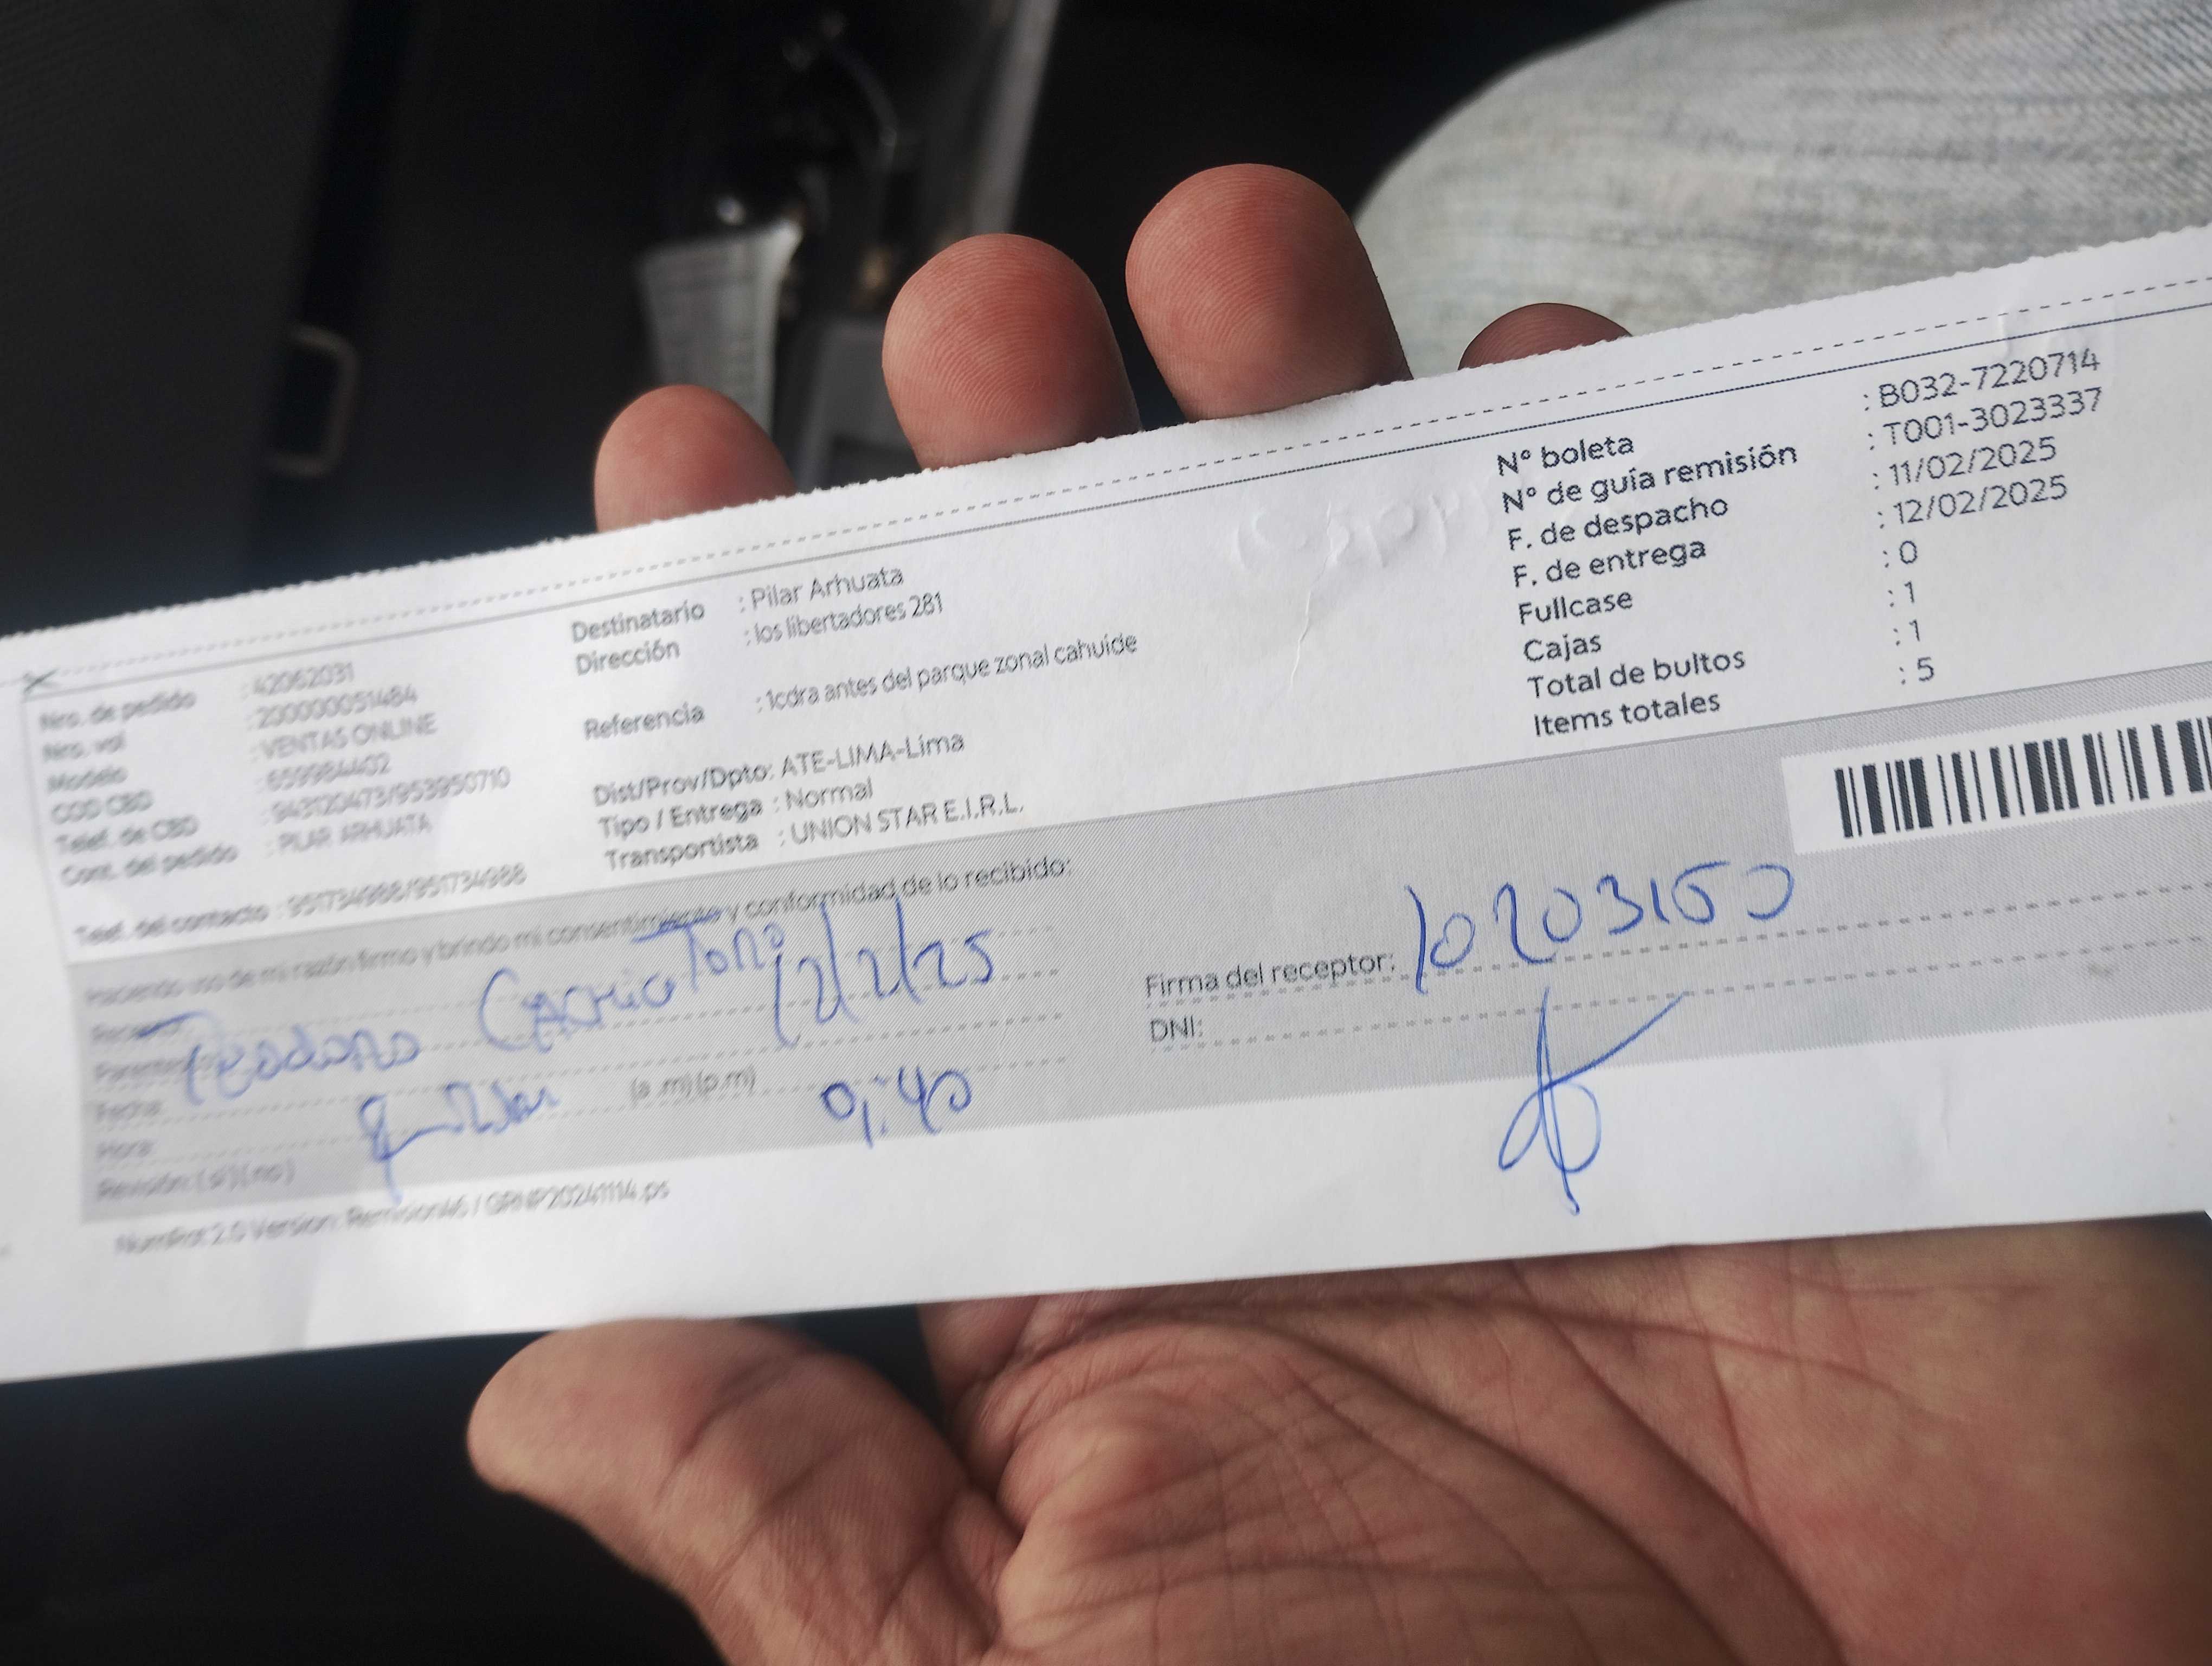 Nro. de pedido : 42062031
Nro. vol : 200000051484
Modelo : VENTAS ONLINE
COD CBD : 659984402
Telef. de CBD : 943120473/953950710
Cont. del pedido : PILAR ARHUATA
Telef. del contacto : 951734988/951734988
Destinatario : Pilar Arhuata
Dirección : los libertadores 281
Referencia : 1cdra antes del parque zonal cahuide
Dist/Prov/Dpto: ATE-LIMA-Lima
Tipo / Entrega : Normal
Transportista : UNION STAR E.I.R.L.
N° boleta : B032-7220714
N° de guía remisión : T001-3023337
F. de despacho : 11/02/2025
F. de entrega : 12/02/2025
Fullcase : 0
Cajas : 1
Total de bultos : 1
Items totales : 5
Haciendo uso de mi razón firmo y brindo mi consentimiento y conformidad de lo recibido:
Teodoro
12/2/25
Fecha:
Hora: (a .m) (p.m) 9:40
Revisión: ( si ) ( no )
Firma del receptor: 10203150
DNI: